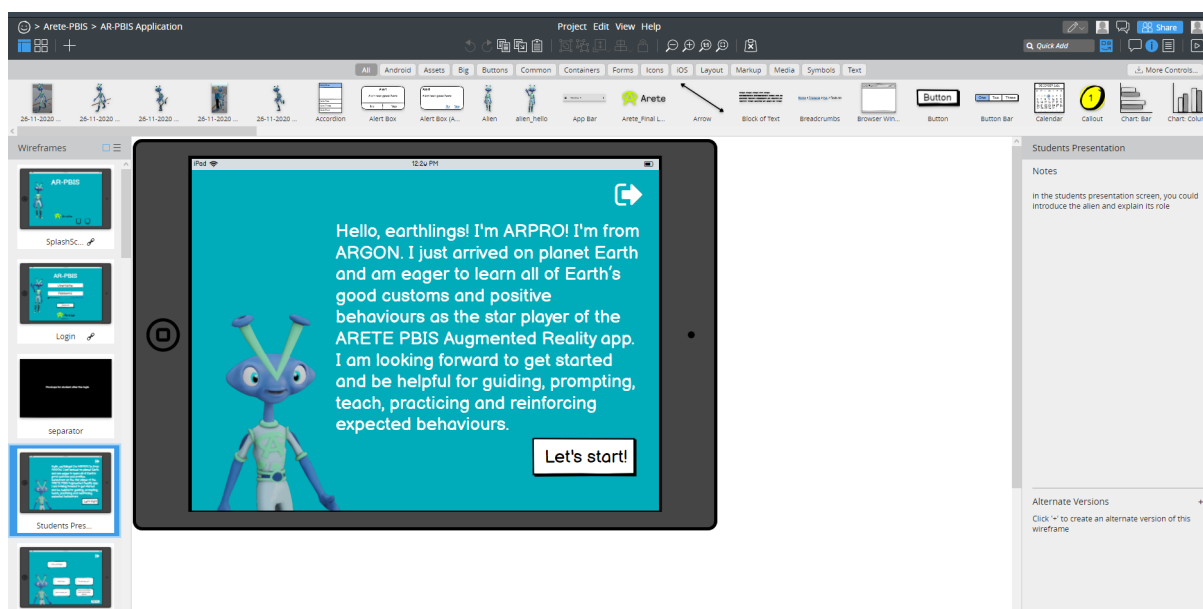 > Arete-PBIS > AR-PBIS Application
Project Edit View Help
Share
Quick Add
All Android Assets Big Buttons Common Containers Forms Icons iOS Layout Markup Media Symbols Text
More Controls...
26-11-2020 ... 26-11-2020 ... 26-11-2020 ... 26-11-2020 ... 26-11-2020 ... Accordion Alert Box Alert Box (A... Alien alien_hello App Bar Arete_Final L... Arrow Block of Text Breadcrumbs Browser Win... Button Button Bar Calendar Callout Chart: Bar Chart: Colu
Arete
Button
One Two Three
1
Wireframes
AR-PBIS
SplashSc...
AR-PBIS
Login
separator
Students Pres...
iPad
12:20 PM
Hello, earthlings! I'm ARPRO! I'm from
ARGON. I just arrived on planet Earth
and am eager to learn all of Earth's
good customs and positive
behaviours as the star player of the
ARETE PBIS Augmented Reality app.
I am looking forward to get started
and be helpful for guiding, prompting,
teach, practicing and reinforcing
expected behaviours.
Let's start!
Students Presentation
Notes
in the students presentation screen, you could
introduce the alien and explain its role
Alternate Versions
+
Click '+' to create an alternate version of this
wireframe